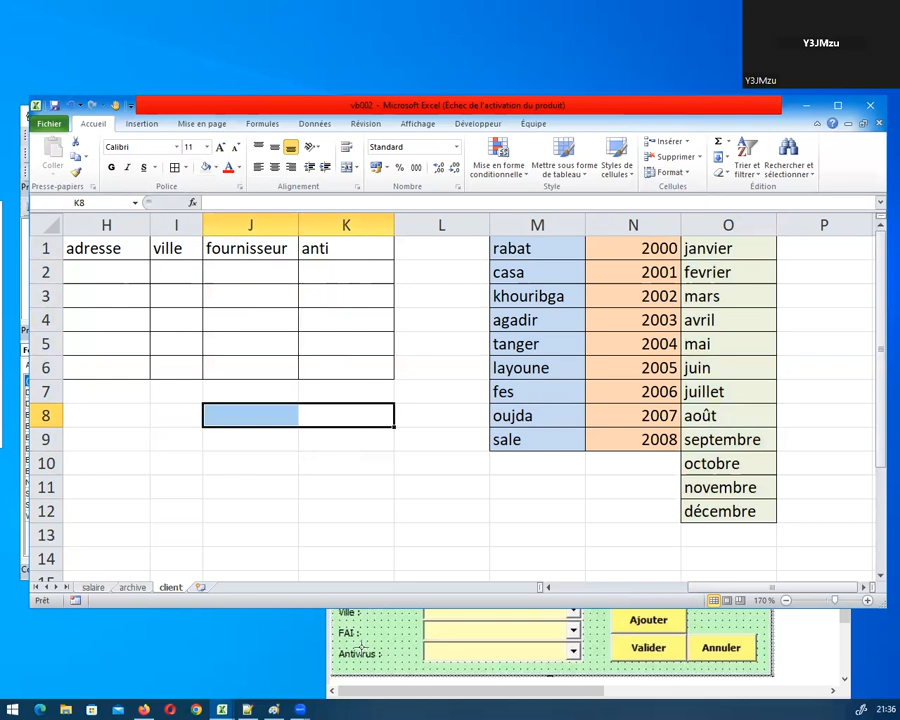 Y3JMzu
Y3JMzu
vb002 - Microsoft Excel (Échec de l'activation du produit)
Fichier Accueil Insertion Mise en page Formules Données Révision Affichage Développeur Équipe
Coller
Calibri 11 A A
G I S A
Standard
% 000
Mise en forme conditionnelle
Mettre sous forme de tableau
Styles de cellules
Insérer
Supprimer
Format
Σ
Trier et filtrer
Rechercher et sélectionner
Presse-papiers Police Alignement Nombre Style Cellules Édition
K8 fx
H I J K L M N O P
1 adresse ville fournisseur anti rabat 2000 janvier
2 casa 2001 fevrier
3 khouribga 2002 mars
4 agadir 2003 avril
5 tanger 2004 mai
6 layoune 2005 juin
7 fes 2006 juillet
8 oujda 2007 août
9 sale 2008 septembre
10 octobre
11 novembre
12 décembre
13
14
15
salaire archive client
Prêt 170 %
Ville :
FAI :
Antivirus :
Ajouter
Valider Annuler
21:36